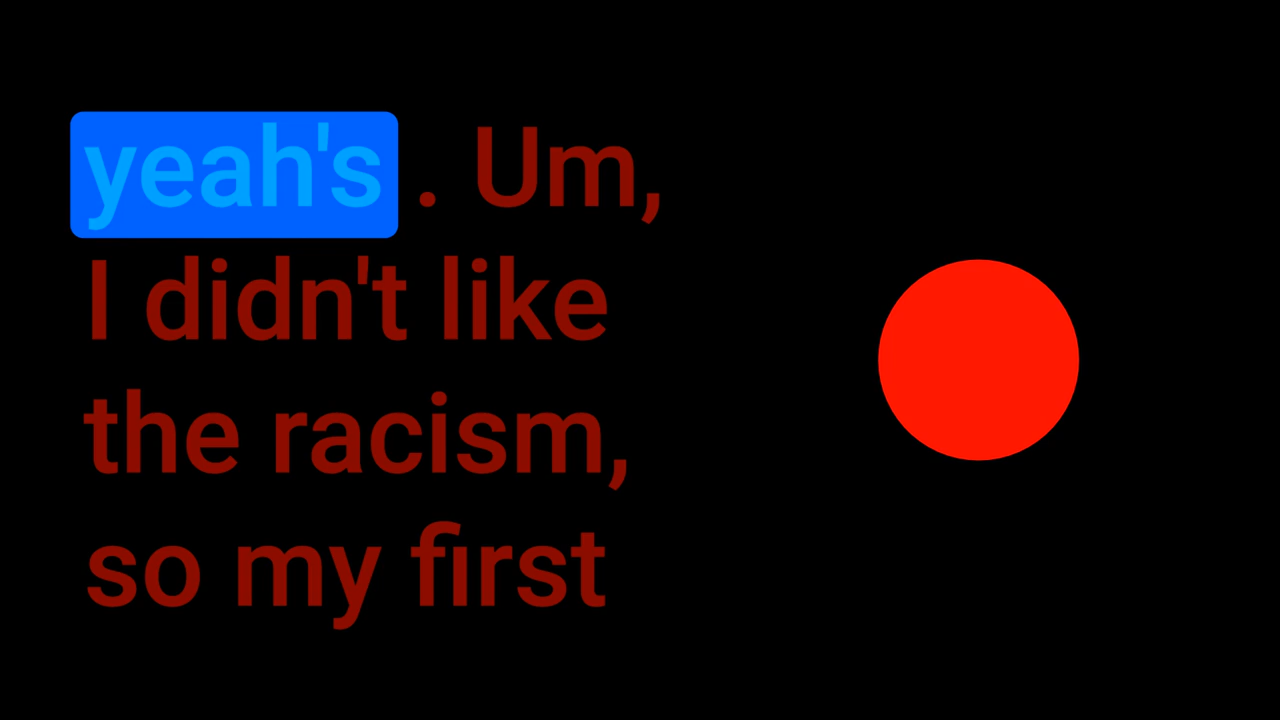 yeah's . Um,
I didn't like
the racism,
so my first